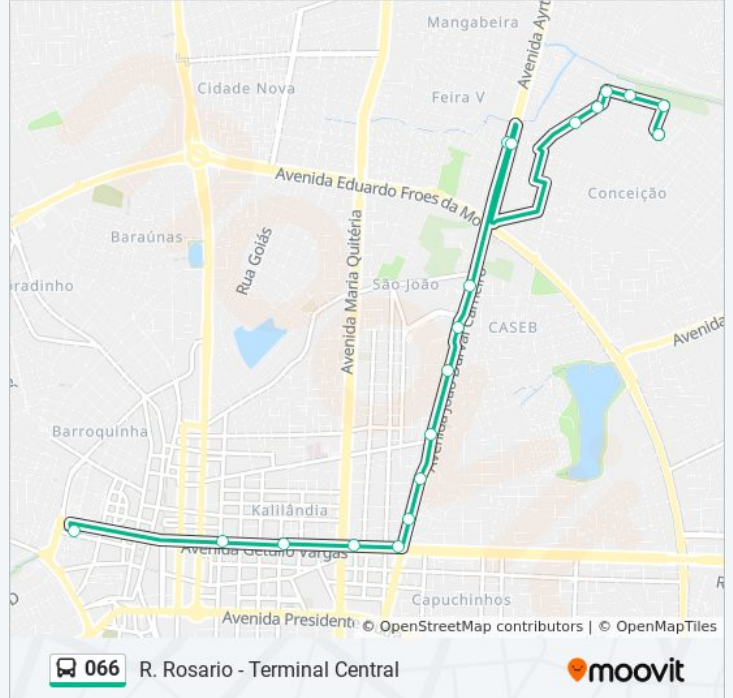 Mangabeira
Avenida Ayrt
Cidade Nova
Feira V
Avenida Eduardo Froes da Mo
Conceição
Baraúnas
Rua Goiás
Avenida Maria Quitéria
oradinho
São João
Avenida João Durval Carneiro
CASEB
Avenida
Barroquinha
Kalilândia
Avenida Getúlio Vargas
Capuchinhos
R
Avenida Presidente
© OpenStreetMap contributors | © OpenMapTiles
066 R. Rosario - Terminal Central
moovit